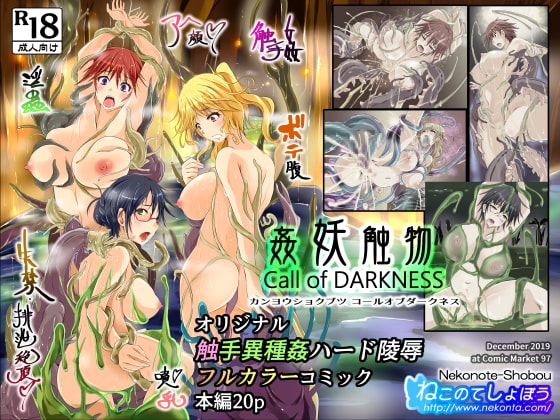 R18
成人向け
アヘ顔♡
触手姦
淫蟲
ボテ腹
噴乳
姦妖触物
Call of DARKNESS
カンヨウショクブツ コールオブダークネス
オリジナル
触手異種姦ハード陵辱
フルカラーコミック
本編20p
December 2019
at Comic Market 97
Nekonote-Shobou
ねこのてしょぼう
http://www.nekonta.com/